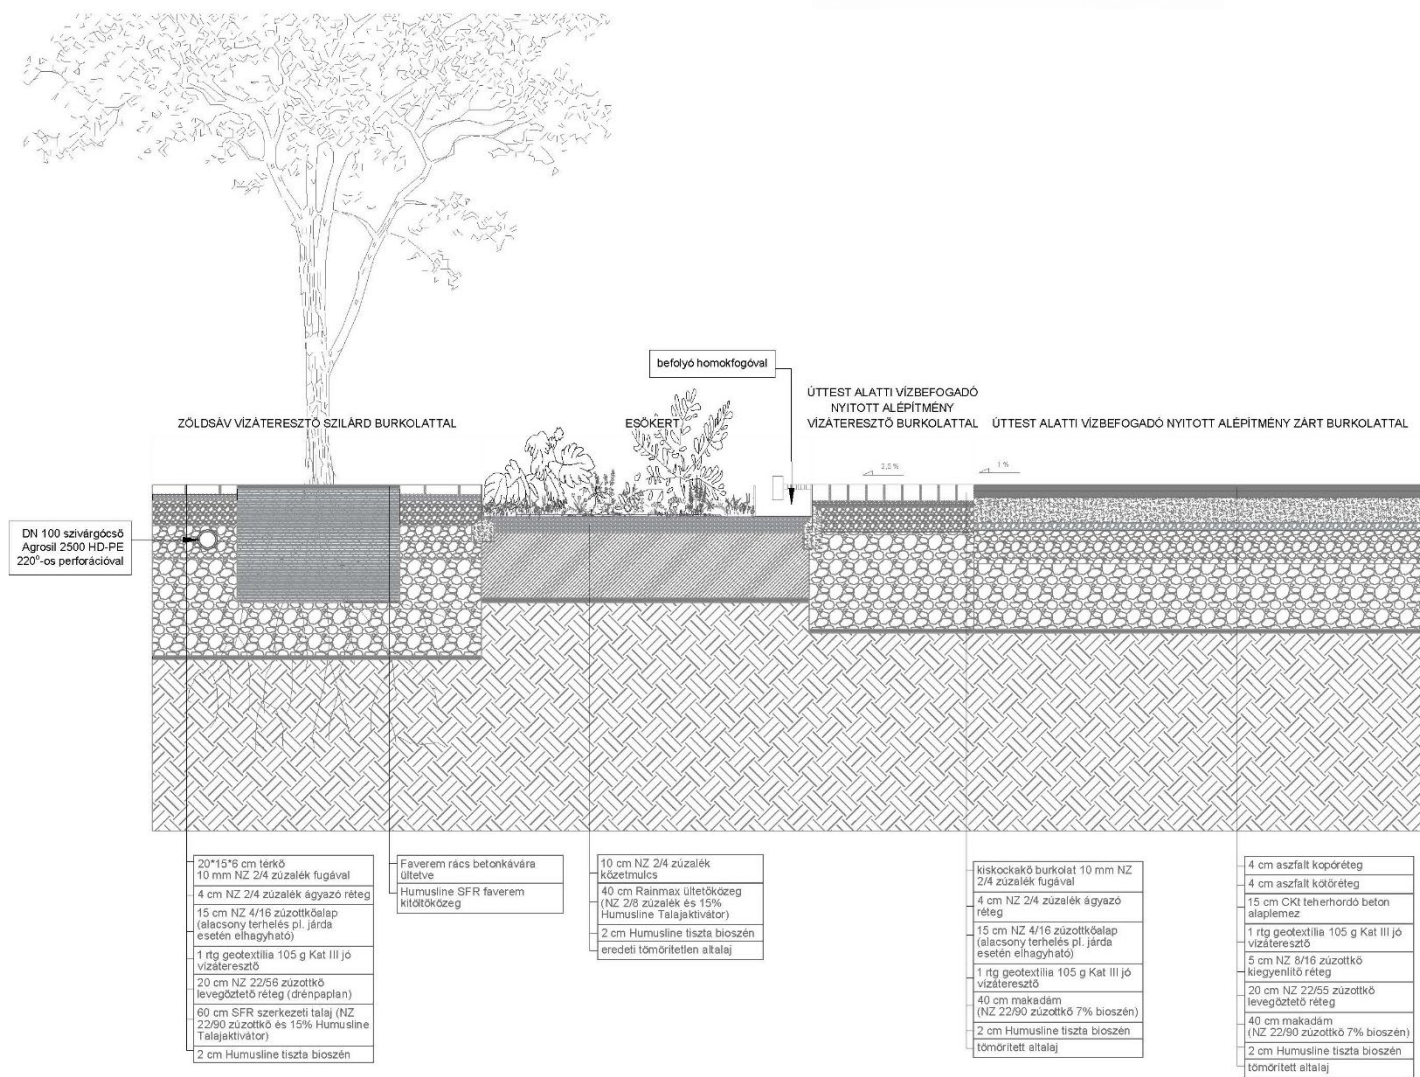 befolyó homokfogóval
ZÖLDSÁV VÍZÁTERESZTŐ SZILÁRD BURKOLATTAL
ESŐKERT
ÚTTEST ALATTI VÍZBEFOGADÓ
NYITOTT ALÉPÍTMÉNY
VÍZÁTERESZTŐ BURKOLATTAL
ÚTTEST ALATTI VÍZBEFOGADÓ NYITOTT ALÉPÍTMÉNY ZÁRT BURKOLATTAL
2,5 %
1 %
DN 100 szivárgócső
Agrosil 2500 HD-PE
220°-os perforációval
20*15*6 cm térkő
10 mm NZ 2/4 zúzalék fugával
4 cm NZ 2/4 zúzalék ágyazó réteg
15 cm NZ 4/16 zúzottkőalap
(alacsony terhelés pl. járda
esetén elhagyható)
1 rtg geotextília 105 g Kat III jó
vízáteresztő
20 cm NZ 22/56 zúzottkő
levegőztető réteg (drénpaplan)
60 cm SFR szerkezeti talaj (NZ
22/90 zúzottkő és 15% Humusline
Talajaktivátor)
2 cm Humusline tiszta bioszén
Faverem rács betonkávára
ültetve
Humusline SFR faverem
kitöltőközeg
10 cm NZ 2/4 zúzalék
kőzetmulcs
40 cm Rainmax ültetőközeg
(NZ 2/8 zúzalék és 15%
Humusline Talajaktivátor)
2 cm Humusline tiszta bioszén
eredeti tömörítetlen altalaj
kiskockakő burkolat 10 mm NZ
2/4 zúzalék fugával
4 cm NZ 2/4 zúzalék ágyazó
réteg
15 cm NZ 4/16 zúzottkőalap
(alacsony terhelés pl. járda
esetén elhagyható)
1 rtg geotextília 105 g Kat III jó
vízáteresztő
40 cm makadám
(NZ 22/90 zúzottkő 7% bioszén)
2 cm Humusline tiszta bioszén
tömörített altalaj
4 cm aszfalt kopóréteg
4 cm aszfalt kötőréteg
15 cm CKt teherhordó beton
alaplemez
1 rtg geotextília 105 g Kat III jó
vízáteresztő
5 cm NZ 8/16 zúzottkő
kiegyenlítő réteg
20 cm NZ 22/55 zúzottkő
levegőztető réteg
40 cm makadám
(NZ 22/90 zúzottkő 7% bioszén)
2 cm Humusline tiszta bioszén
tömörített altalaj